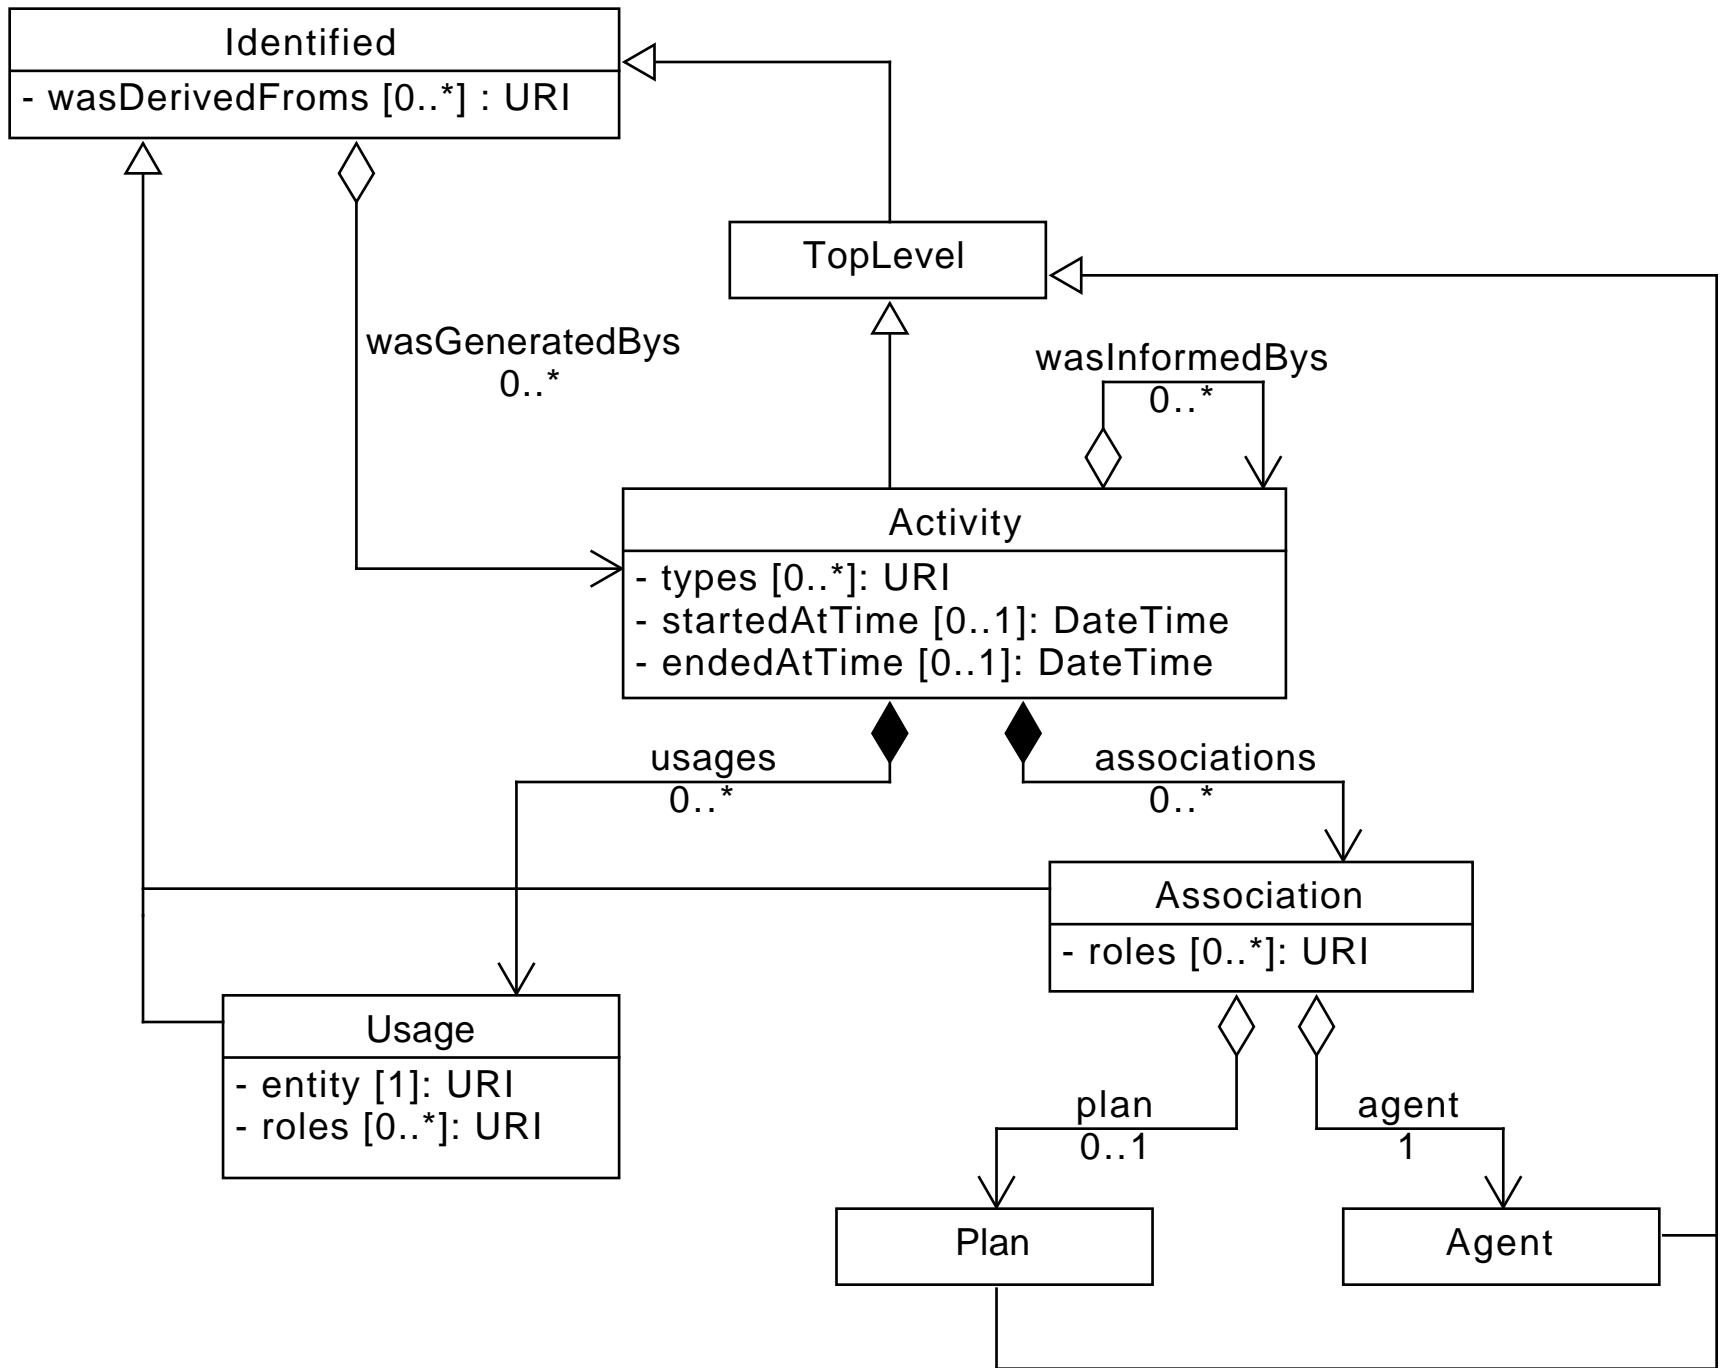 Identified
- wasDerivedFroms [0..*] : URI
TopLevel
wasGeneratedBys
0..*
wasInformedBys
0..*
Activity
- types [0..*]: URI
- startedAtTime [0..1]: DateTime
- endedAtTime [0..1]: DateTime
usages
0..*
associations
0..*
Association
- roles [0..*]: URI
Usage
- entity [1]: URI
- roles [0..*]: URI
plan
0..1
agent
1
Plan
Agent